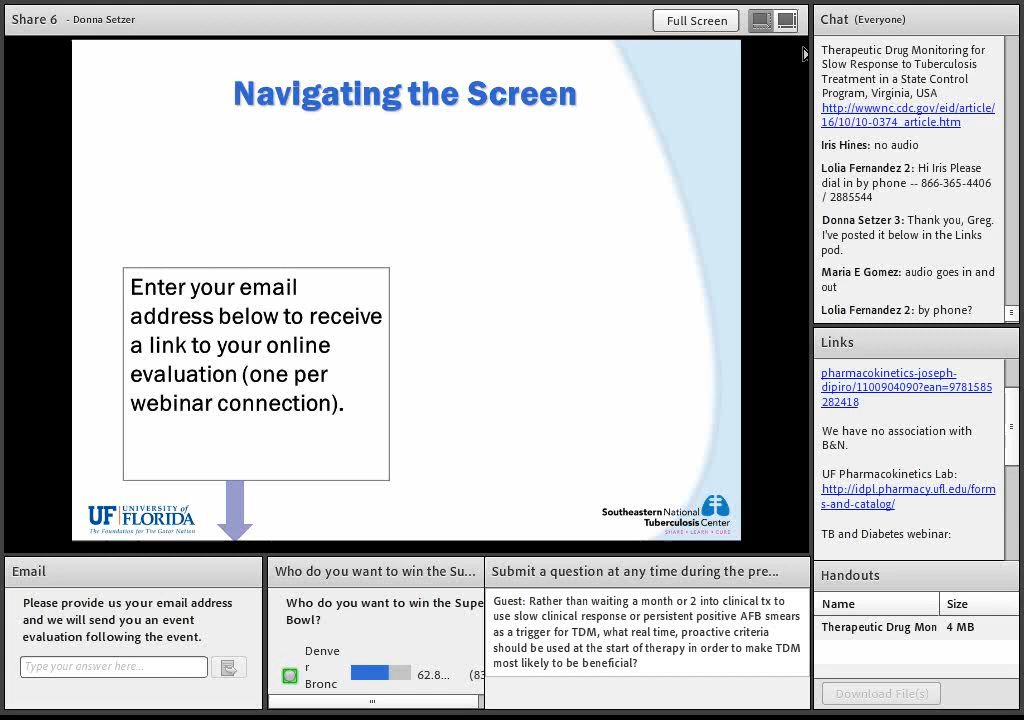 Share 6 - Donna Setzer
Full Screen
Navigating the Screen
Enter your email
address below to receive
a link to your online
evaluation (one per
webinar connection).
UF UNIVERSITY of
FLORIDA
The Foundation for The Gator Nation
Southeastern National
Tuberculosis Center
SHARE • LEARN • CURE
Chat (Everyone)
Therapeutic Drug Monitoring for
Slow Response to Tuberculosis
Treatment in a State Control
Program, Virginia, USA
http://wwwnc.cdc.gov/eid/article/
16/10/10-0374_article.htm
Iris Hines: no audio
Lolia Fernandez 2: Hi Iris Please
dial in by phone -- 866-365-4406
/ 2885544
Donna Setzer 3: Thank you, Greg.
I've posted it below in the Links
pod.
Maria E Gomez: audio goes in and
out
Lolia Fernandez 2: by phone?
Links
pharmacokinetics-joseph-
dipiro/1100904090?ean=9781585
282418
We have no association with
B&N.
UF Pharmacokinetics Lab:
http://idpl.pharmacy.ufl.edu/form
s-and-catalog/
TB and Diabetes webinar:
Email
Please provide us your email address
and we will send you an event
evaluation following the event.
Type your answer here...
Who do you want to win the Su...
Who do you want to win the Supe
Bowl?
Denve
r
Bronc
62.8... (83
Submit a question at any time during the pre...
Guest: Rather than waiting a month or 2 into clinical tx to
use slow clinical response or persistent positive AFB smears
as a trigger for TDM, what real time, proactive criteria
should be used at the start of therapy in order to make TDM
most likely to be beneficial?
Handouts
Name Size
Therapeutic Drug Mon 4 MB
Download File(s)